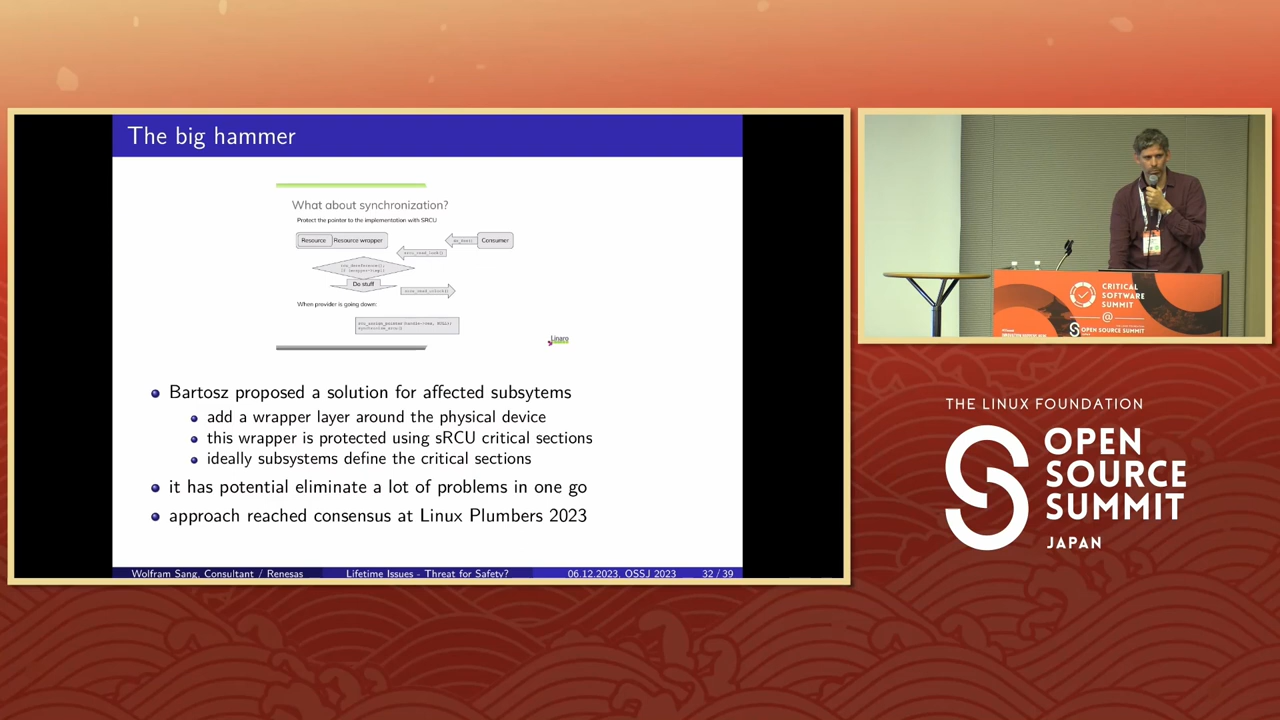 The big hammer
What about synchronization?
Protect the pointer to the implementation with SRCU
Resource
Resource wrapper
Consumer
Do stuff
When provider is going down:
Linaro
Bartosz proposed a solution for affected subsytems
add a wrapper layer around the physical device
this wrapper is protected using sRCU critical sections
ideally subsystems define the critical sections
it has potential eliminate a lot of problems in one go
approach reached consensus at Linux Plumbers 2023
Wolfram Sang, Consultant / Renesas
Lifetime Issues - Threat for Safety?
06.12.2023, OSSJ 2023
32 / 39
CRITICAL
SOFTWARE
SUMMIT
@
OPEN SOURCE SUMMIT
THE LINUX FOUNDATION
OPEN
SOURCE
SUMMIT
JAPAN